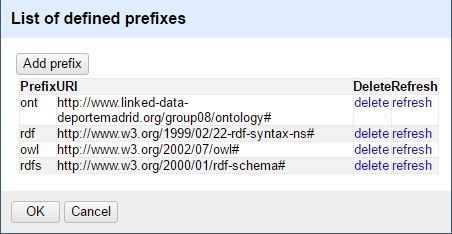 List of defined prefixes
Add prefix
Prefix URI Delete Refresh
ont http://www.linked-data- delete refresh
deportemadrid.org/group08/ontology#
rdf http://www.w3.org/1999/02/22-rdf-syntax-ns# delete refresh
owl http://www.w3.org/2002/07/owl# delete refresh
rdfs http://www.w3.org/2000/01/rdf-schema# delete refresh
OK Cancel